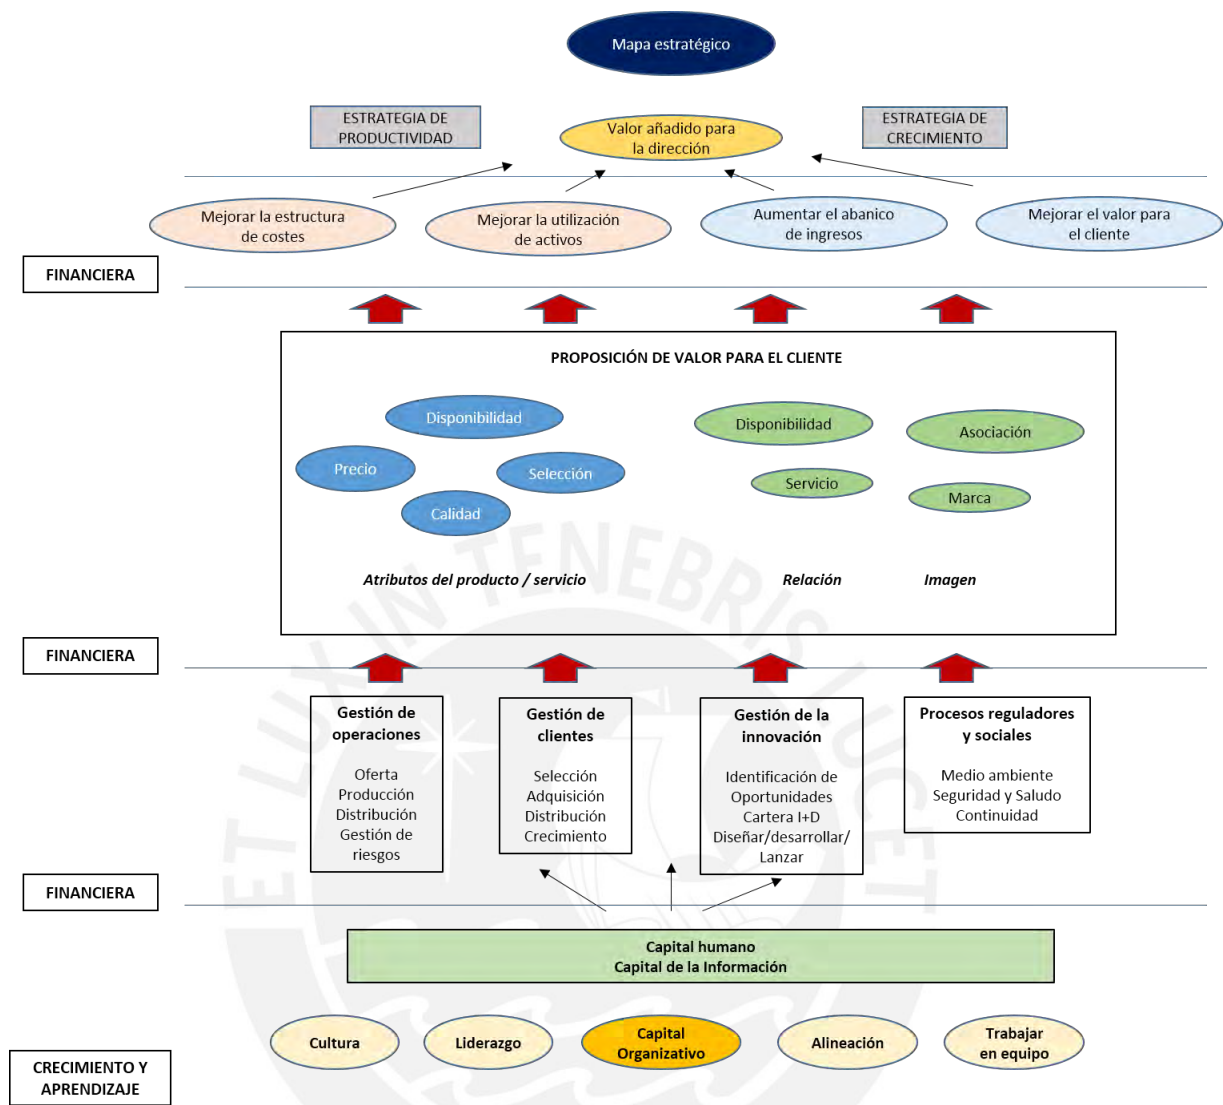 Mapa estratégico
ESTRATEGIA DE
PRODUCTIVIDAD
Valor añadido para
la dirección
ESTRATEGIA DE
CRECIMIENTO
Mejorar la estructura
de costes
Mejorar la utilización
de activos
Aumentar el abanico
de ingresos
Mejorar el valor para
el cliente
FINANCIERA
PROPOSICIÓN DE VALOR PARA EL CLIENTE
Disponibilidad
Precio
Selección
Calidad
Disponibilidad
Servicio
Asociación
Marca
Atributos del producto / servicio
Relación
Imagen
FINANCIERA
Gestión de
operaciones
Oferta
Producción
Distribución
Gestión de
riesgos
Gestión de
clientes
Selección
Adquisición
Distribución
Crecimiento
Gestión de la
innovación
Identificación de
Oportunidades
Cartera I+D
Diseñar/desarrollar/
Lanzar
Procesos reguladores
y sociales
Medio ambiente
Seguridad y Saludo
Continuidad
FINANCIERA
Capital humano
Capital de la Información
Cultura
Liderazgo
Capital
Organizativo
Alineación
Trabajar
en equipo
CRECIMIENTO Y
APRENDIZAJE
ET LUX IN TENEBRIS LUCET